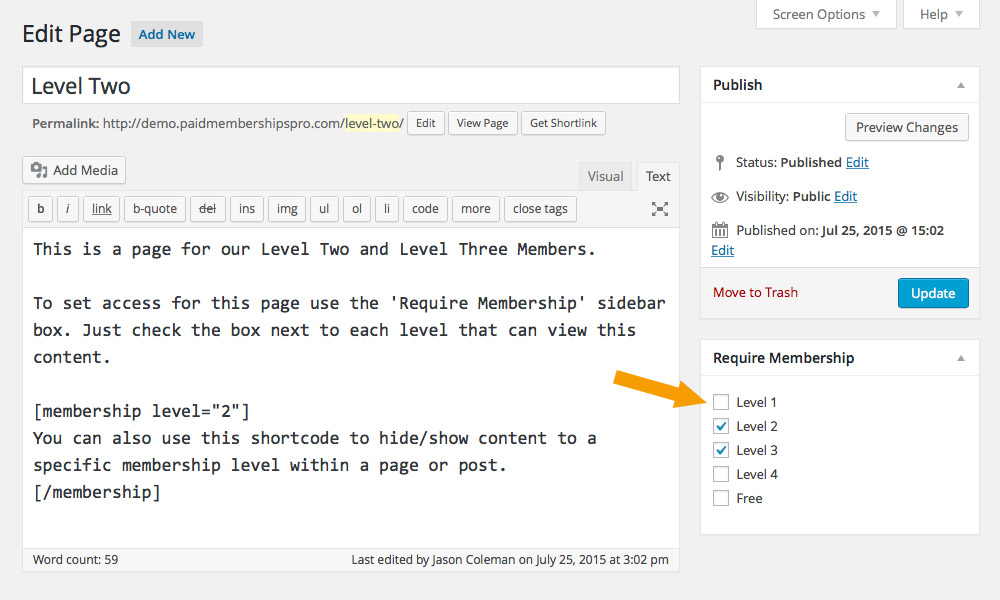 Screen Options
Help
Edit Page
Add New
Level Two
Permalink: http://demo.paidmembershipspro.com/level-two/
Edit
View Page
Get Shortlink
Add Media
Visual
Text
b
i
link
b-quote
del
ins
img
ul
ol
li
code
more
close tags
This is a page for our Level Two and Level Three Members.
To set access for this page use the 'Require Membership' sidebar
box. Just check the box next to each level that can view this
content.
[membership level="2"]
You can also use this shortcode to hide/show content to a
specific membership level within a page or post.
[/membership]
Word count: 59
Last edited by Jason Coleman on July 25, 2015 at 3:02 pm
Publish
Preview Changes
Status: Published Edit
Visibility: Public Edit
Published on: Jul 25, 2015 @ 15:02
Edit
Move to Trash
Update
Require Membership
Level 1
Level 2
Level 3
Level 4
Free